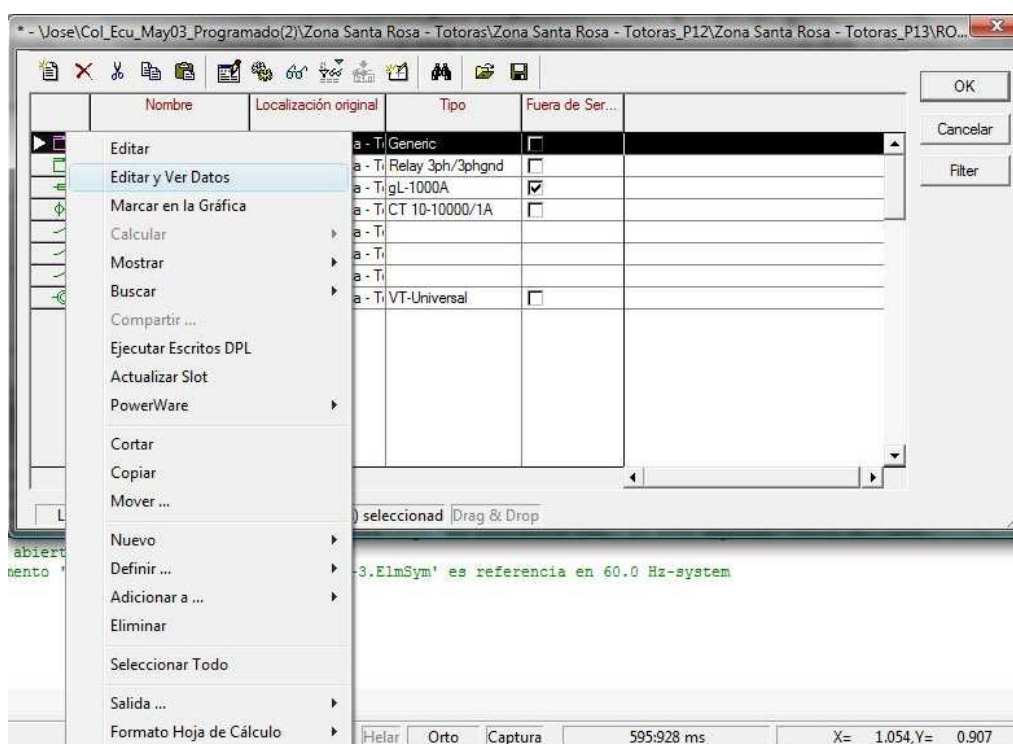 * - \Jose\Col_Ecu_May03_Programado(2)\Zona Santa Rosa - Totoras\Zona Santa Rosa - Totoras_P12\Zona Santa Rosa - Totoras_P13\RO...
OK
Cancelar
Filter
Nombre Localización original Tipo Fuera de Ser...
a - T Generic
a - T Relay 3ph/3phgnd
a - T gL-1000A
a - T CT 10-10000/1A
a - T
a - T
a - T
a - T VT-Universal
Editar
Editar y Ver Datos
Marcar en la Gráfica
Calcular
Mostrar
Buscar
Compartir ...
Ejecutar Escritos DPL
Actualizar Slot
PowerWare
Cortar
Copiar
Mover ...
Nuevo
Definir ...
Adicionar a ...
Eliminar
Seleccionar Todo
Salida ...
Formato Hoja de Cálculo
L ) seleccionad Drag & Drop
abiert
mento ' -3.ElmSym' es referencia en 60.0 Hz-system
Helar Orto Captura 595:928 ms X= 1.054,Y= 0.907